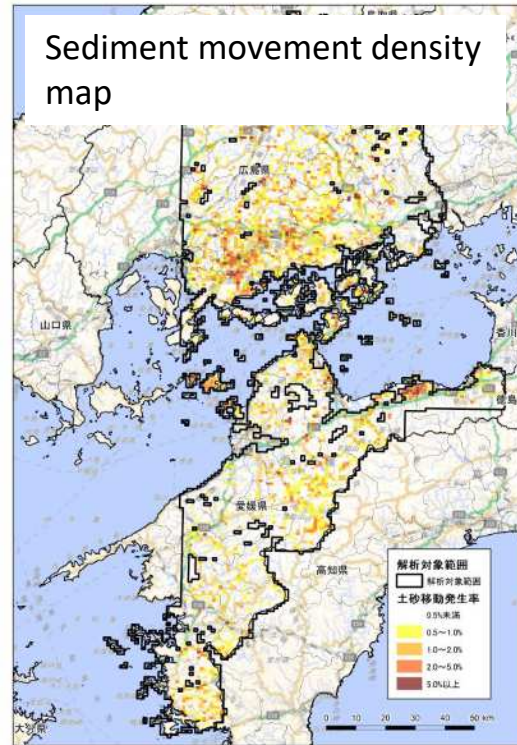 Sediment movement density
map
広島県
山口県
香川
徳島
愛媛県
高知県
大分県
解析対象範囲
解析対象範囲
土砂移動発生率
0.5%未満
0.5～1.0%
1.0～2.0%
2.0～5.0%
5.0%以上
0 10 20 30 40 50 km